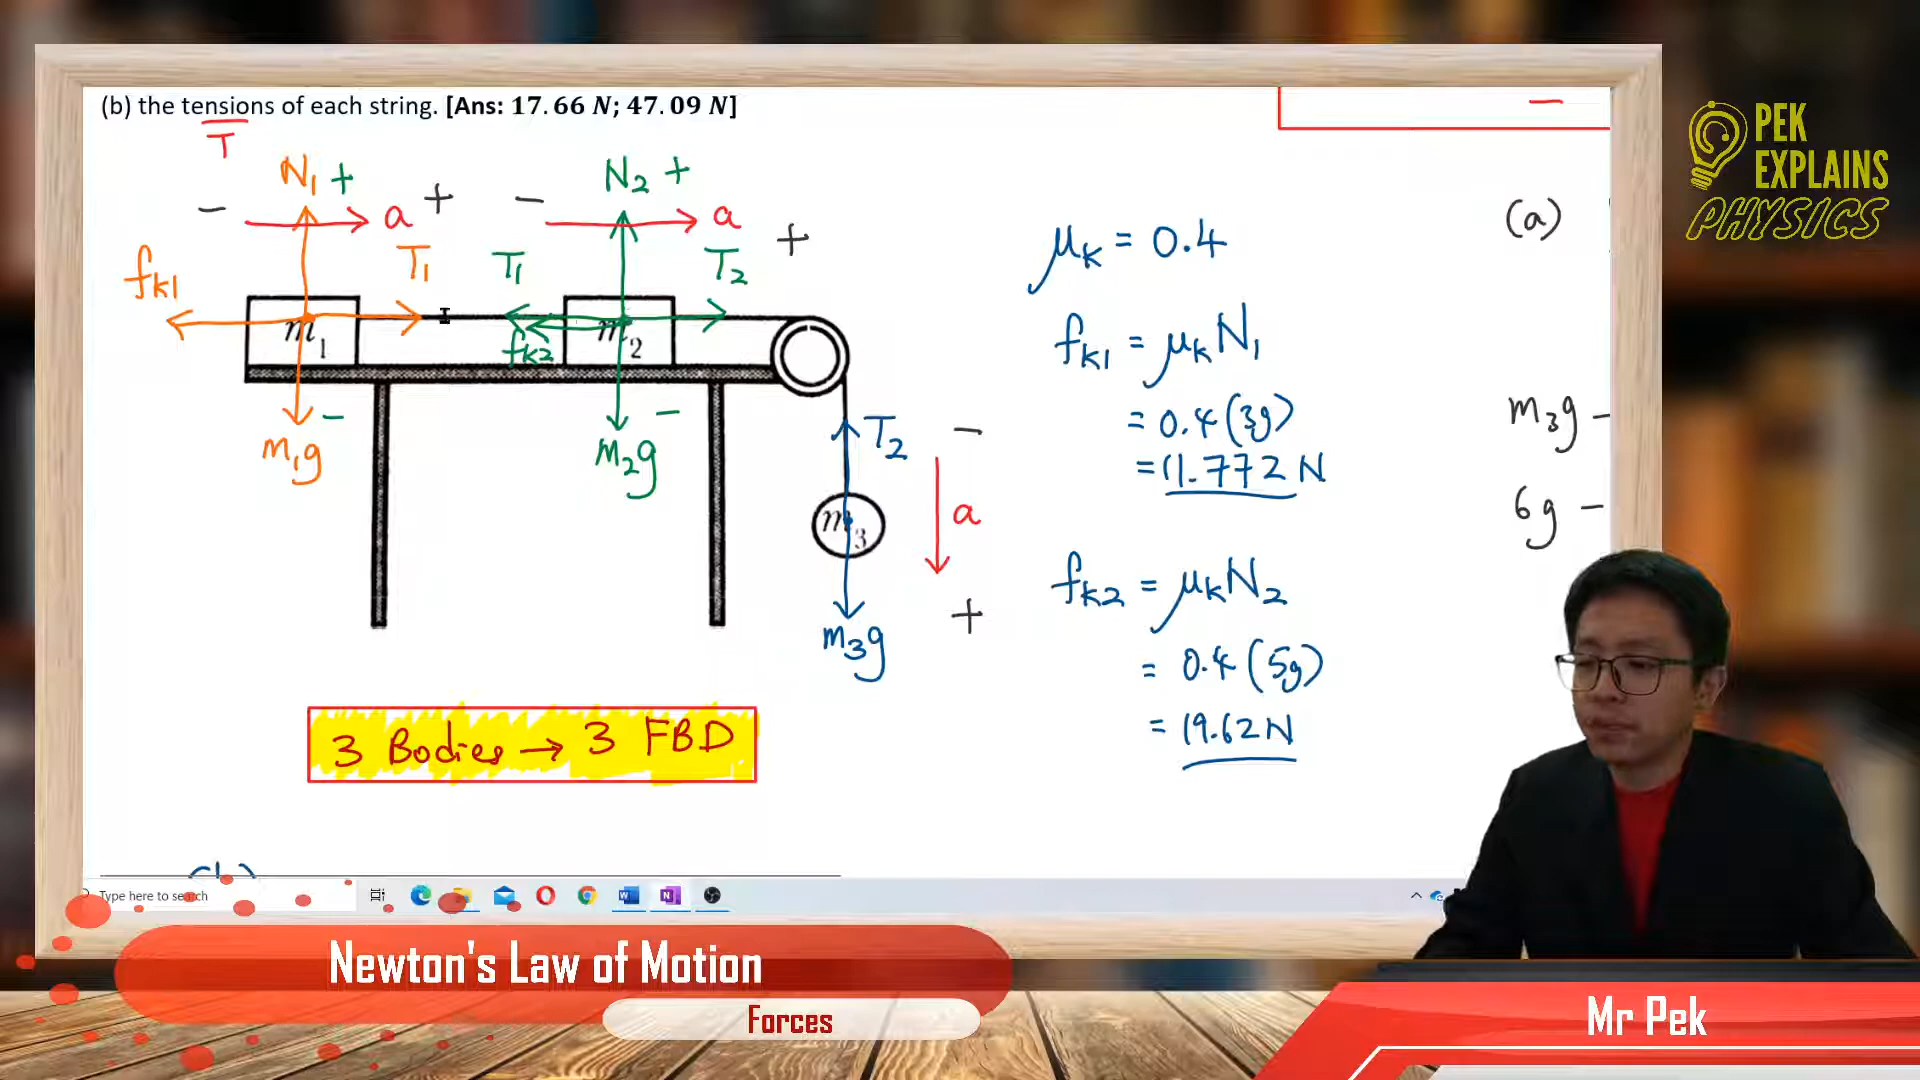 (b) the tensions of each string. [Ans: 17.66 N; 47.09 N]
T
N1 +
- a +
fk1
T1
m1
m1g -
N2 +
- a +
T1
T2
fk2
m2
m2g -
T2 -
m3
a
m3g +
3 Bodies → 3 FBD
μk = 0.4
fk1 = μkN1
= 0.4(3g)
= 11.772 N
fk2 = μkN2
= 0.4(5g)
= 19.62N
(a)
m3g -
6g -
PEK
EXPLAINS
PHYSICS
Type here to search
Newton's Law of Motion
Forces
Mr Pek